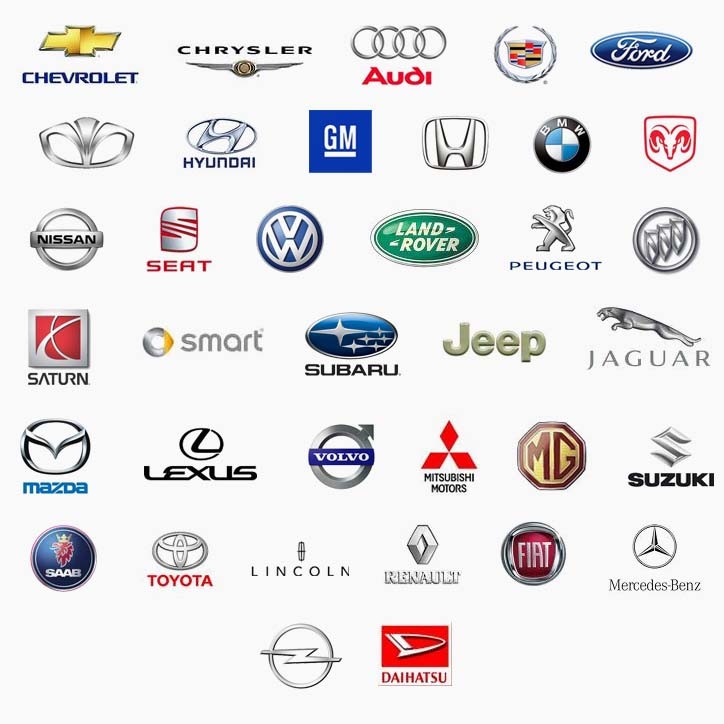 CHEVROLET
CHRYSLER
Audi
Ford
HYUNDAI
GM
BMW
NISSAN
SEAT
LAND-
-ROVER
PEUGEOT
SATURN
smart
SUBARU
Jeep
JAGUAR
mazda
LEXUS
VOLVO
MITSUBISHI
MOTORS
MG
SUZUKI
SAAB
TOYOTA
LINCOLN
RENAULT
FIAT
Mercedes-Benz
DAIHATSU